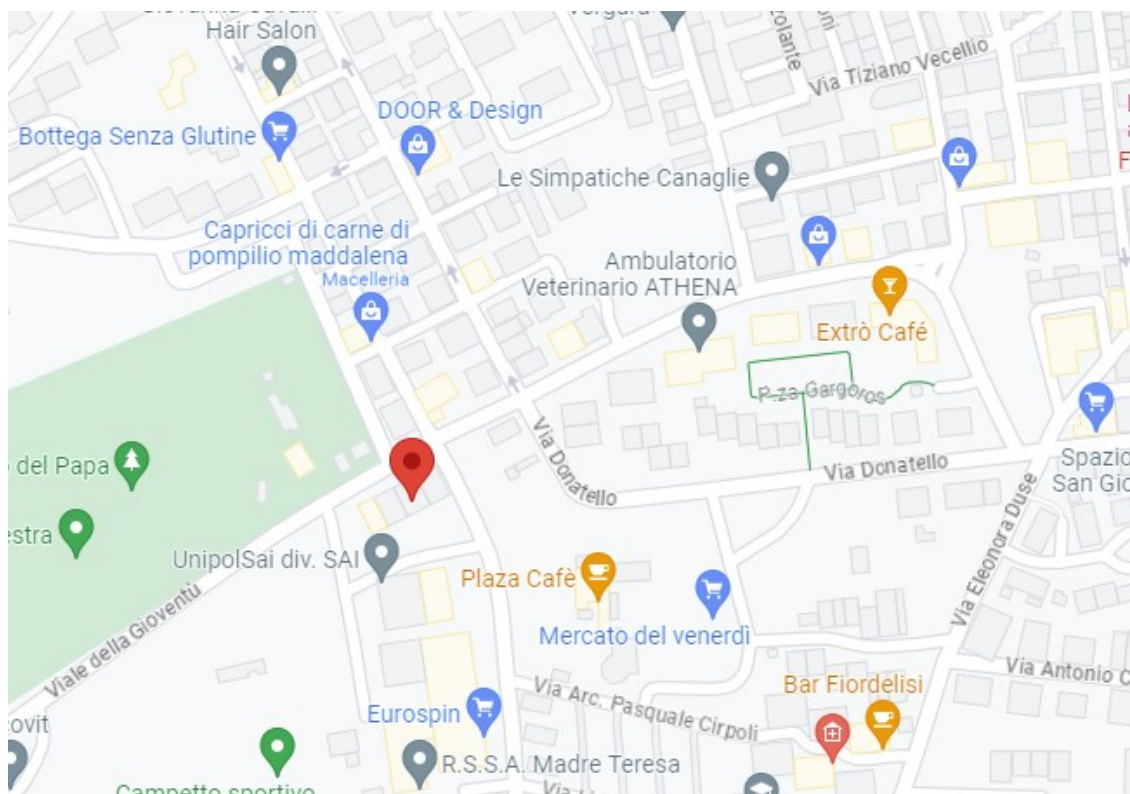 Hair Salon
Vergara
Via Tiziano Vecellio
Bottega Senza Glutine
DOOR & Design
Le Simpatiche Canaglie
Capricci di carne di
pompilio maddalena
Macelleria
Ambulatorio
Veterinario ATHENA
Extrò Café
P.za Gargoros
del Papa
Via Donatello
Via Donatello
Spazio
San Gio
UnipolSai div. SAI
Plaza Cafè
Via Eleonora Duse
Mercato del venerdì
Viale della Gioventù
Via Antonio C
Via Arc. Pasquale Cirpoli
Bar Fiordelisi
Eurospin
R.S.S.A. Madre Teresa
Campetto sportivo